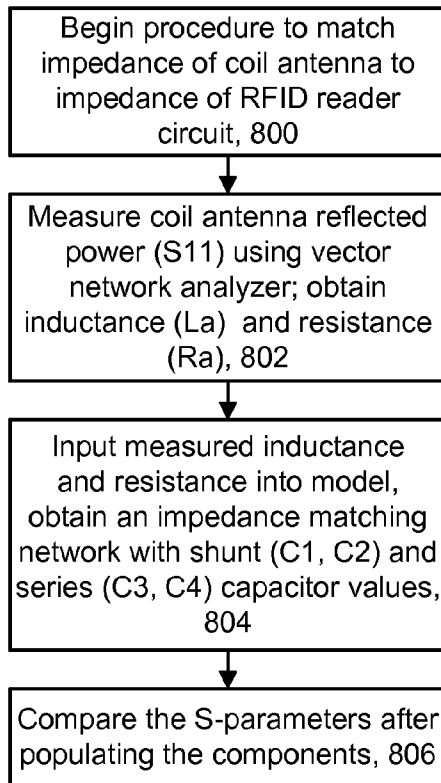 Begin procedure to match
impedance of coil antenna to
impedance of RFID reader
circuit, 800
Measure coil antenna reflected
power (S11) using vector
network analyzer; obtain
inductance (La) and resistance
(Ra), 802
Input measured inductance
and resistance into model,
obtain an impedance matching
network with shunt (C1, C2) and
series (C3, C4) capacitor values,
804
Compare the S-parameters after
populating the components, 806